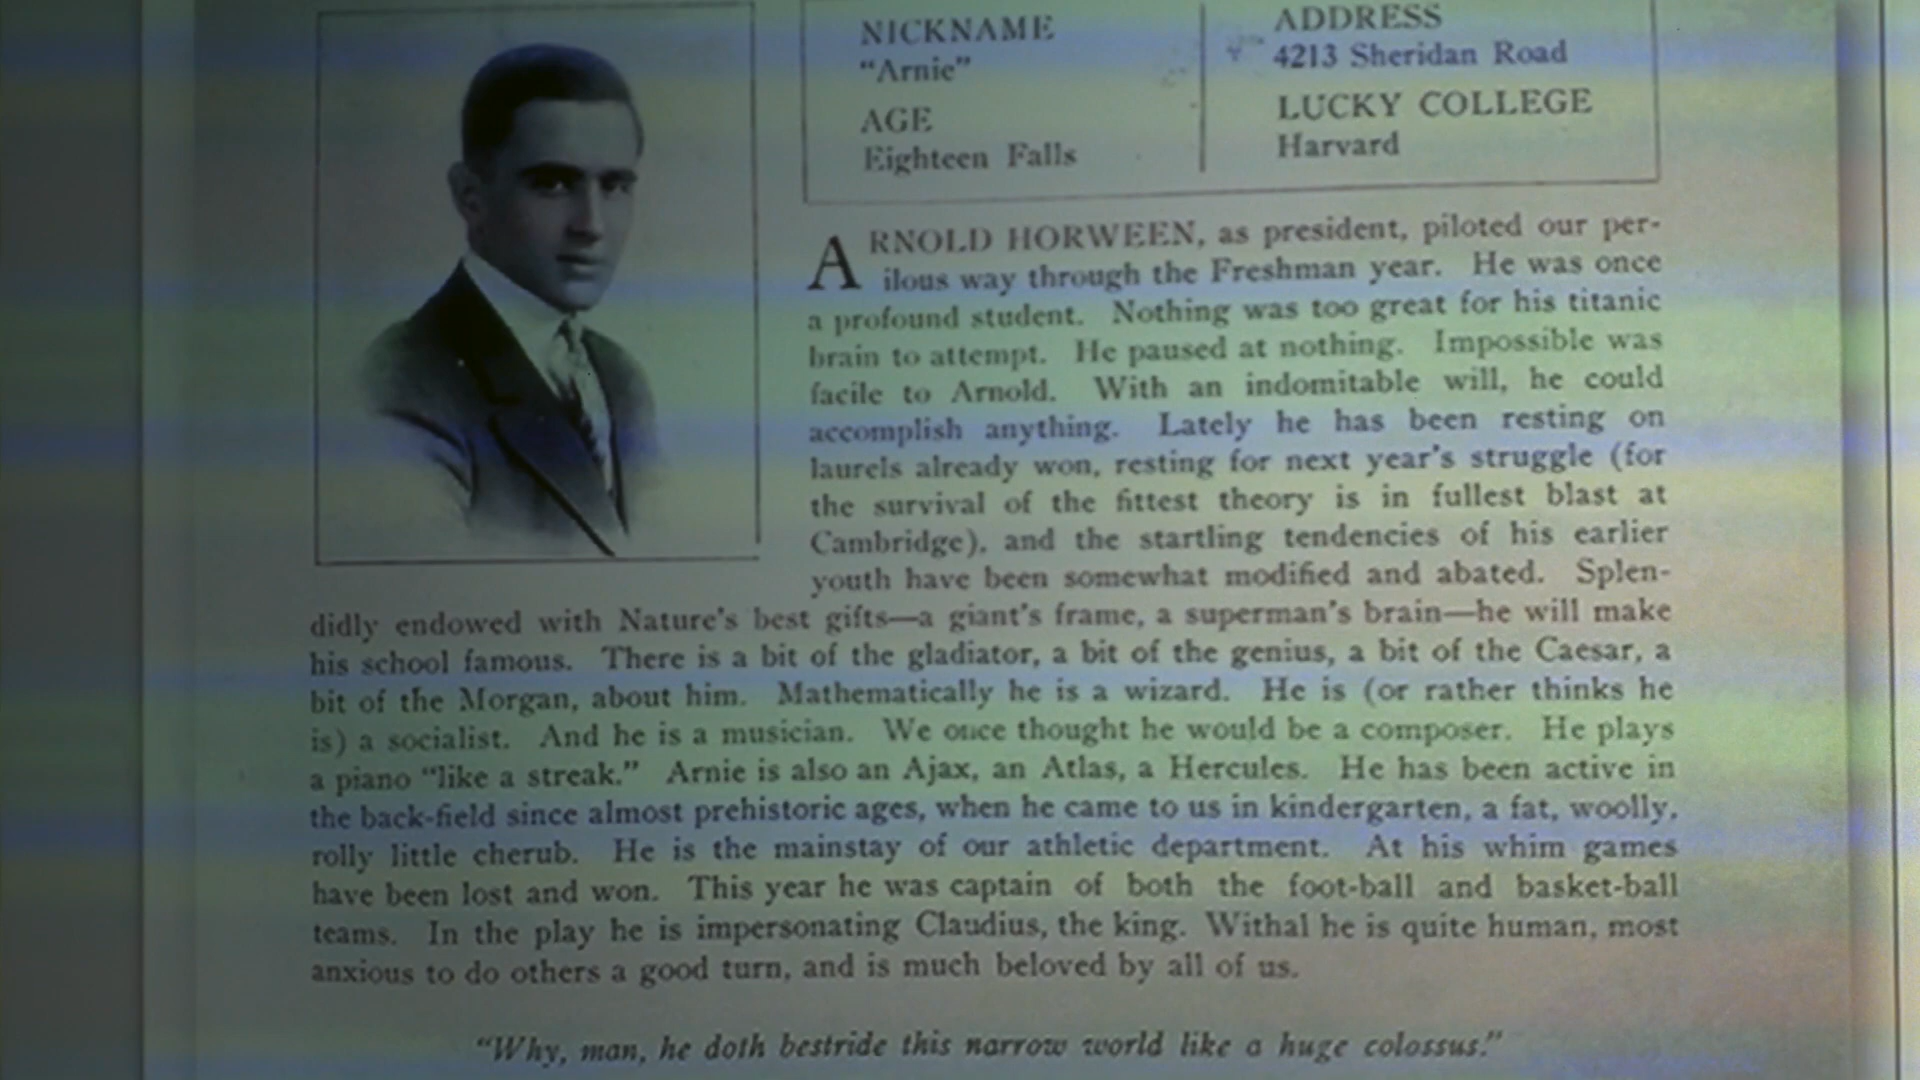 NICKNAME
"Arnie"
AGE
Eighteen Falls
ADDRESS
4213 Sheridan Road
LUCKY COLLEGE
Harvard
ARNOLD HORWEEN, as president, piloted our per-
ilous way through the Freshman year. He was once
a profound student. Nothing was too great for his titanic
brain to attempt. He paused at nothing. Impossible was
facile to Arnold. With an indomitable will, he could
accomplish anything. Lately he has been resting on
laurels already won, resting for next year's struggle (for
the survival of the fittest theory is in fullest blast at
Cambridge), and the startling tendencies of his earlier
youth have been somewhat modified and abated. Splen-
didly endowed with Nature's best gifts—a giant's frame, a superman's brain—he will make
his school famous. There is a bit of the gladiator, a bit of the genius, a bit of the Caesar, a
bit of the Morgan, about him. Mathematically he is a wizard. He is (or rather thinks he
is) a socialist. And he is a musician. We once thought he would be a composer. He plays
a piano "like a streak." Arnie is also an Ajax, an Atlas, a Hercules. He has been active in
the back-field since almost prehistoric ages, when he came to us in kindergarten, a fat, woolly,
rolly little cherub. He is the mainstay of our athletic department. At his whim games
have been lost and won. This year he was captain of both the foot-ball and basket-ball
teams. In the play he is impersonating Claudius, the king. Withal he is quite human, most
anxious to do others a good turn, and is much beloved by all of us.
"Why, man, he doth bestride this narrow world like a huge colossus."